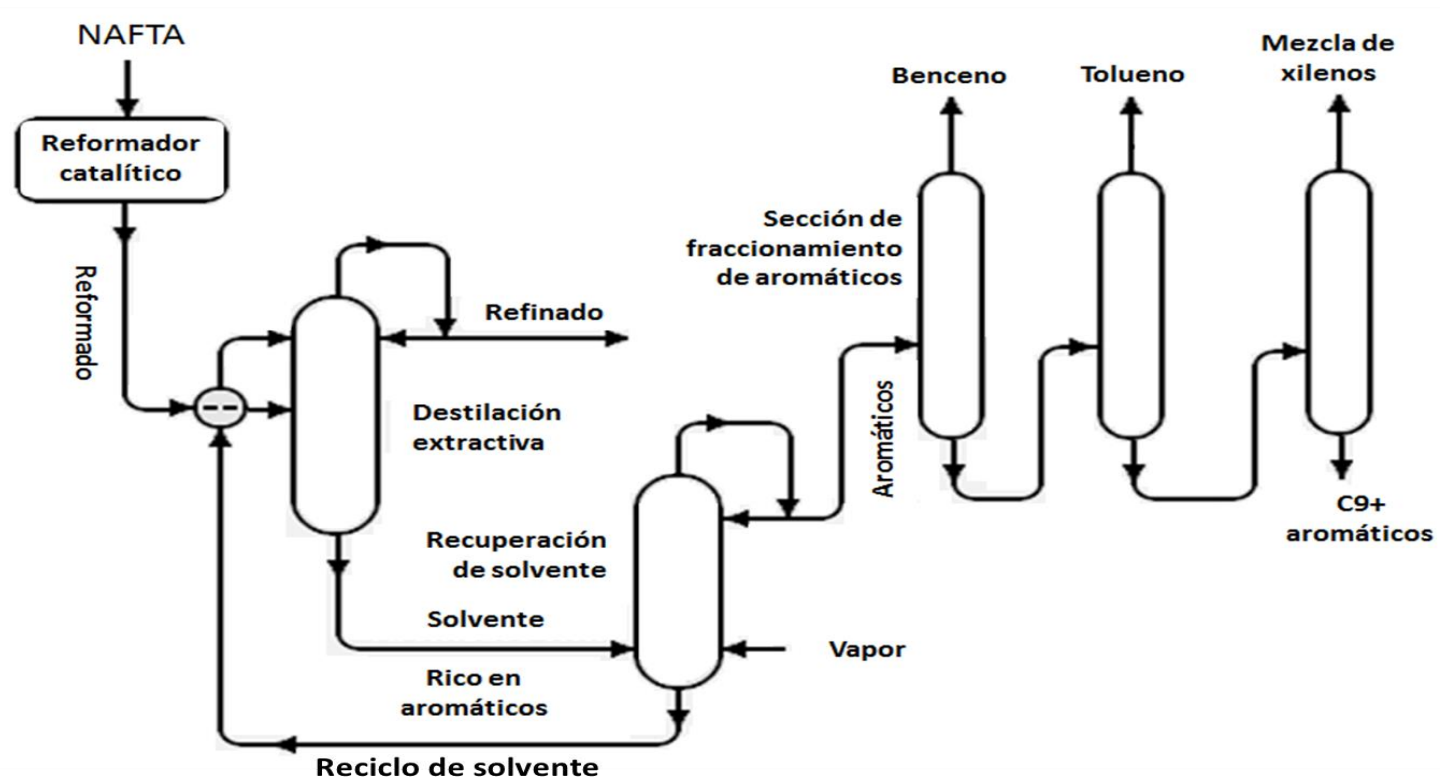 NAFTA
Reformador
catalítico
Reformado
Refinado
Destilación
extractiva
Recuperación
de solvente
Solvente
Rico en
aromáticos
Reciclo de solvente
Vapor
Aromáticos
Sección de
fraccionamiento
de aromáticos
Benceno
Tolueno
Mezcla de
xilenos
C9+
aromáticos